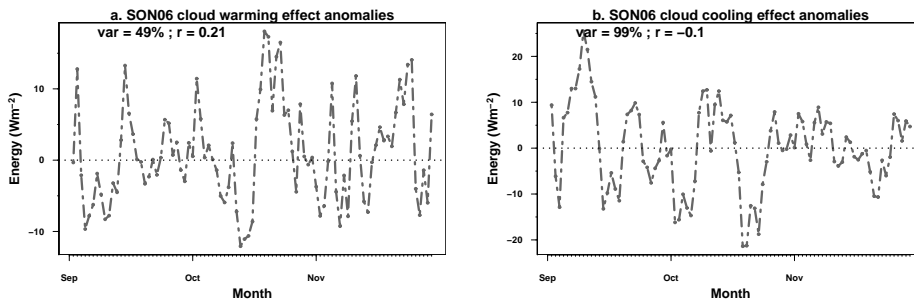 a. SON06 cloud warming effect anomalies
var = 49% ; r = 0.21
Energy (Wm−2)
10
0
−10
Sep
Oct
Nov
Month
b. SON06 cloud cooling effect anomalies
var = 99% ; r = −0.1
Energy (Wm−2)
20
10
0
−10
−20
Sep
Oct
Nov
Month